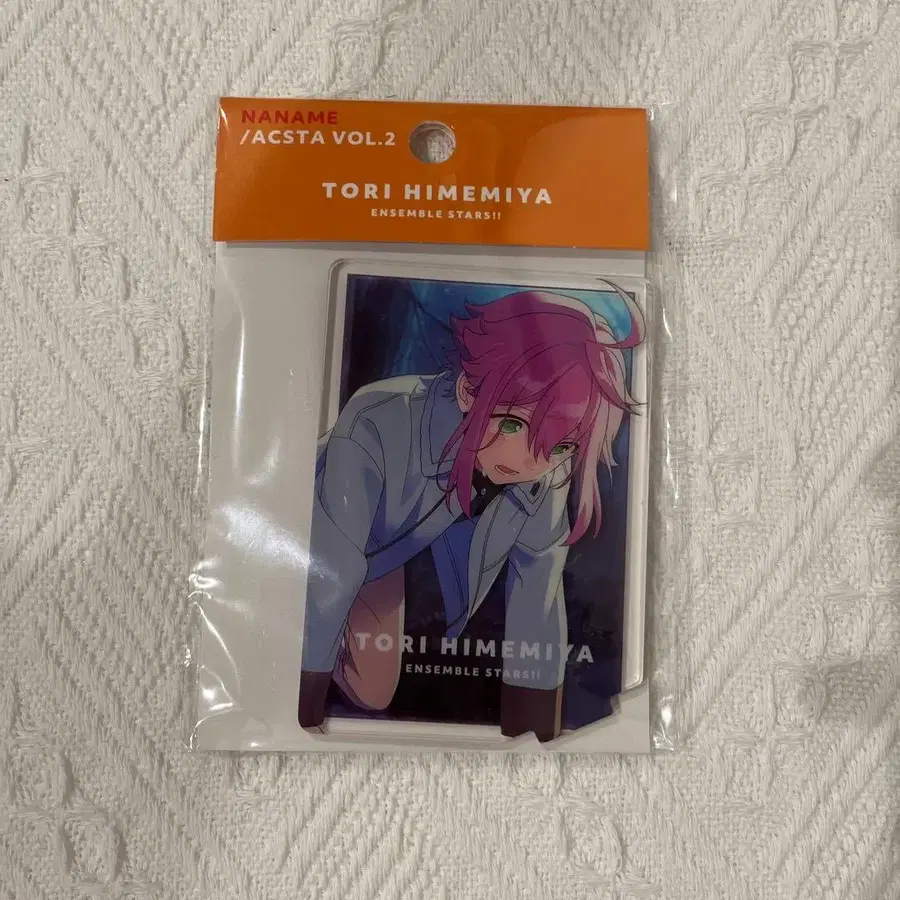 NANAME
/ACSTA VOL.2
TORI HIMEMIYA
ENSEMBLE STARS!!
TORI HIMEMIYA
ENSEMBLE STARS!!